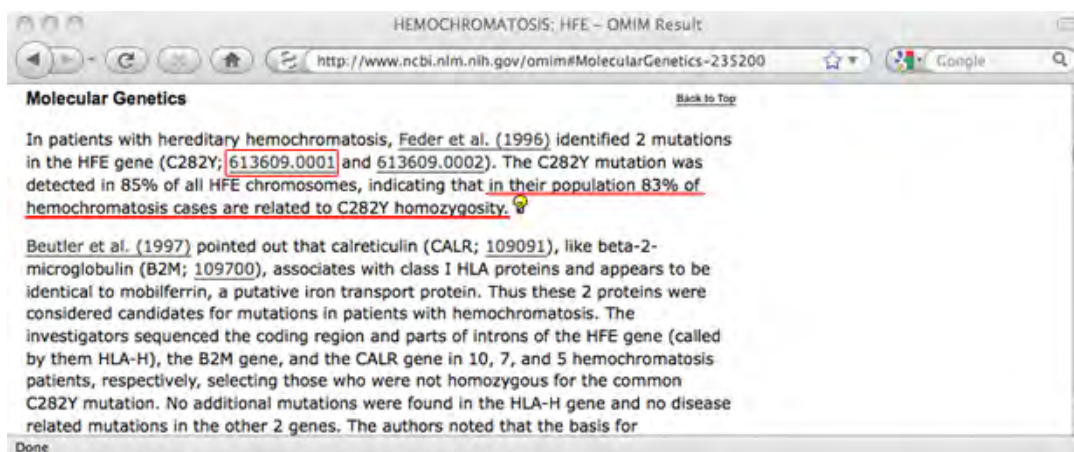 HEMOCHROMATOSIS; HFE – OMIM Result
http://www.ncbi.nlm.nih.gov/omim#MolecularGenetics-235200
Google
Molecular Genetics
Back to Top
In patients with hereditary hemochromatosis, Feder et al. (1996) identified 2 mutations
in the HFE gene (C282Y; 613609.0001 and 613609.0002). The C282Y mutation was
detected in 85% of all HFE chromosomes, indicating that in their population 83% of
hemochromatosis cases are related to C282Y homozygosity.
Beutler et al. (1997) pointed out that calreticulin (CALR; 109091), like beta-2-
microglobulin (B2M; 109700), associates with class I HLA proteins and appears to be
identical to mobilferrin, a putative iron transport protein. Thus these 2 proteins were
considered candidates for mutations in patients with hemochromatosis. The
investigators sequenced the coding region and parts of introns of the HFE gene (called
by them HLA-H), the B2M gene, and the CALR gene in 10, 7, and 5 hemochromatosis
patients, respectively, selecting those who were not homozygous for the common
C282Y mutation. No additional mutations were found in the HLA-H gene and no disease
related mutations in the other 2 genes. The authors noted that the basis for
Done